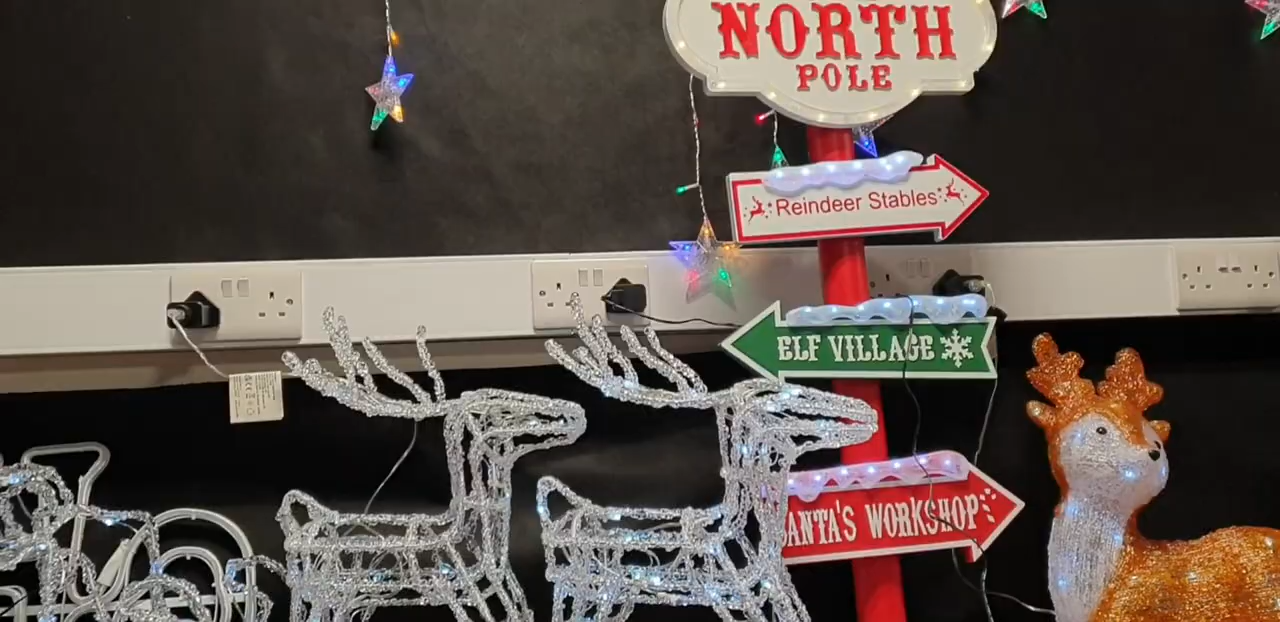 NORTH
POLE
Reindeer Stables
ELF VILLAGE
ANTA'S WORKSHOP